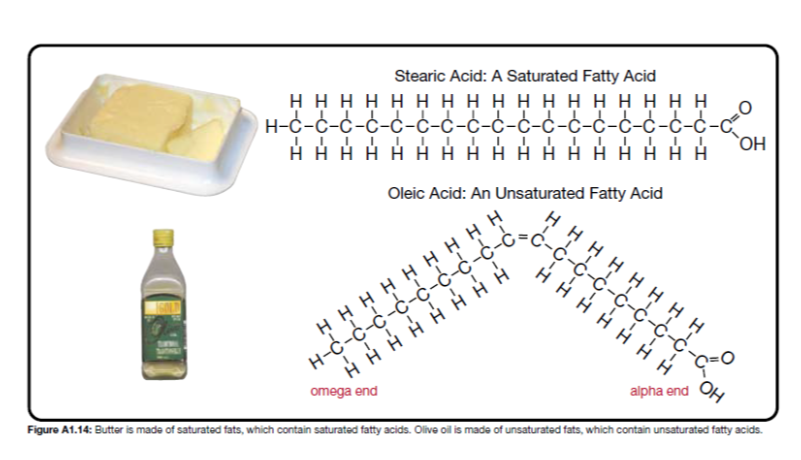 Stearic Acid: A Saturated Fatty Acid
H H H H H H H H H H H H H H H H H O
H-C-C-C-C-C-C-C-C-C-C-C-C-C-C-C-C-C-C
H H H H H H H H H H H H H H H H H OH
Oleic Acid: An Unsaturated Fatty Acid
H H H H H H H H H H H H H H H H H
H-C-C-C-C-C-C-C-C-C=C-C-C-C-C-C-C-C-C=O
H H H H H H H H H H H H H H H OH
omega end
alpha end
Figure A1.14: Butter is made of saturated fats, which contain saturated fatty acids. Olive oil is made of unsaturated fats, which contain unsaturated fatty acids.